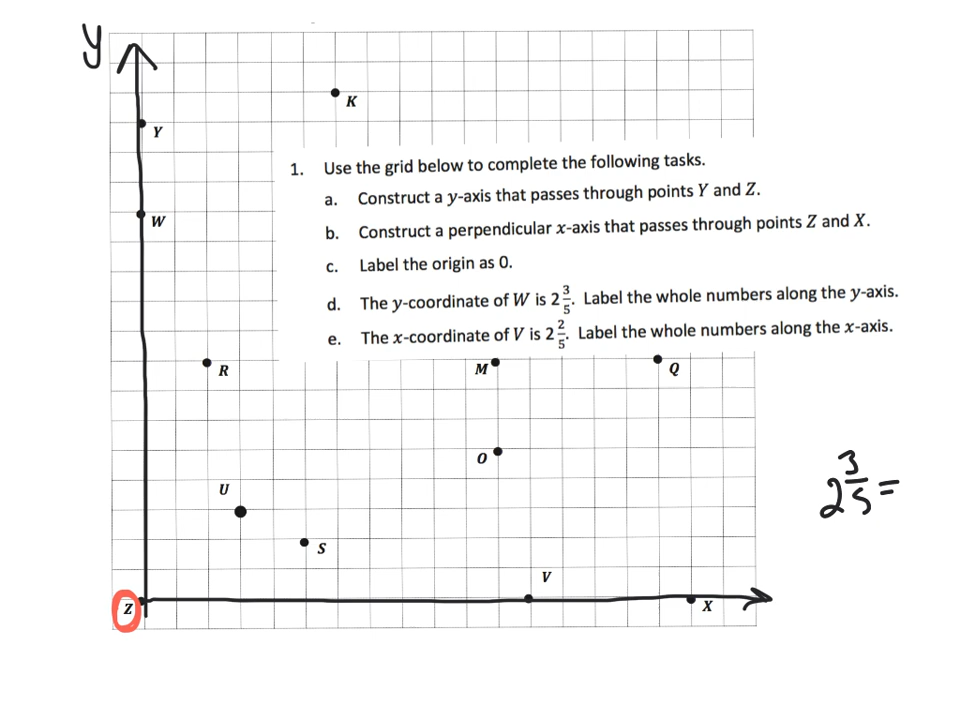 y
K
Y
1. Use the grid below to complete the following tasks.
a. Construct a y-axis that passes through points Y and Z.
W
b. Construct a perpendicular x-axis that passes through points Z and X.
c. Label the origin as 0.
d. The y-coordinate of W is 2 3/5. Label the whole numbers along the y-axis.
e. The x-coordinate of V is 2 2/5. Label the whole numbers along the x-axis.
R
M
Q
O
2 3/5 =
U
S
V
Z
X